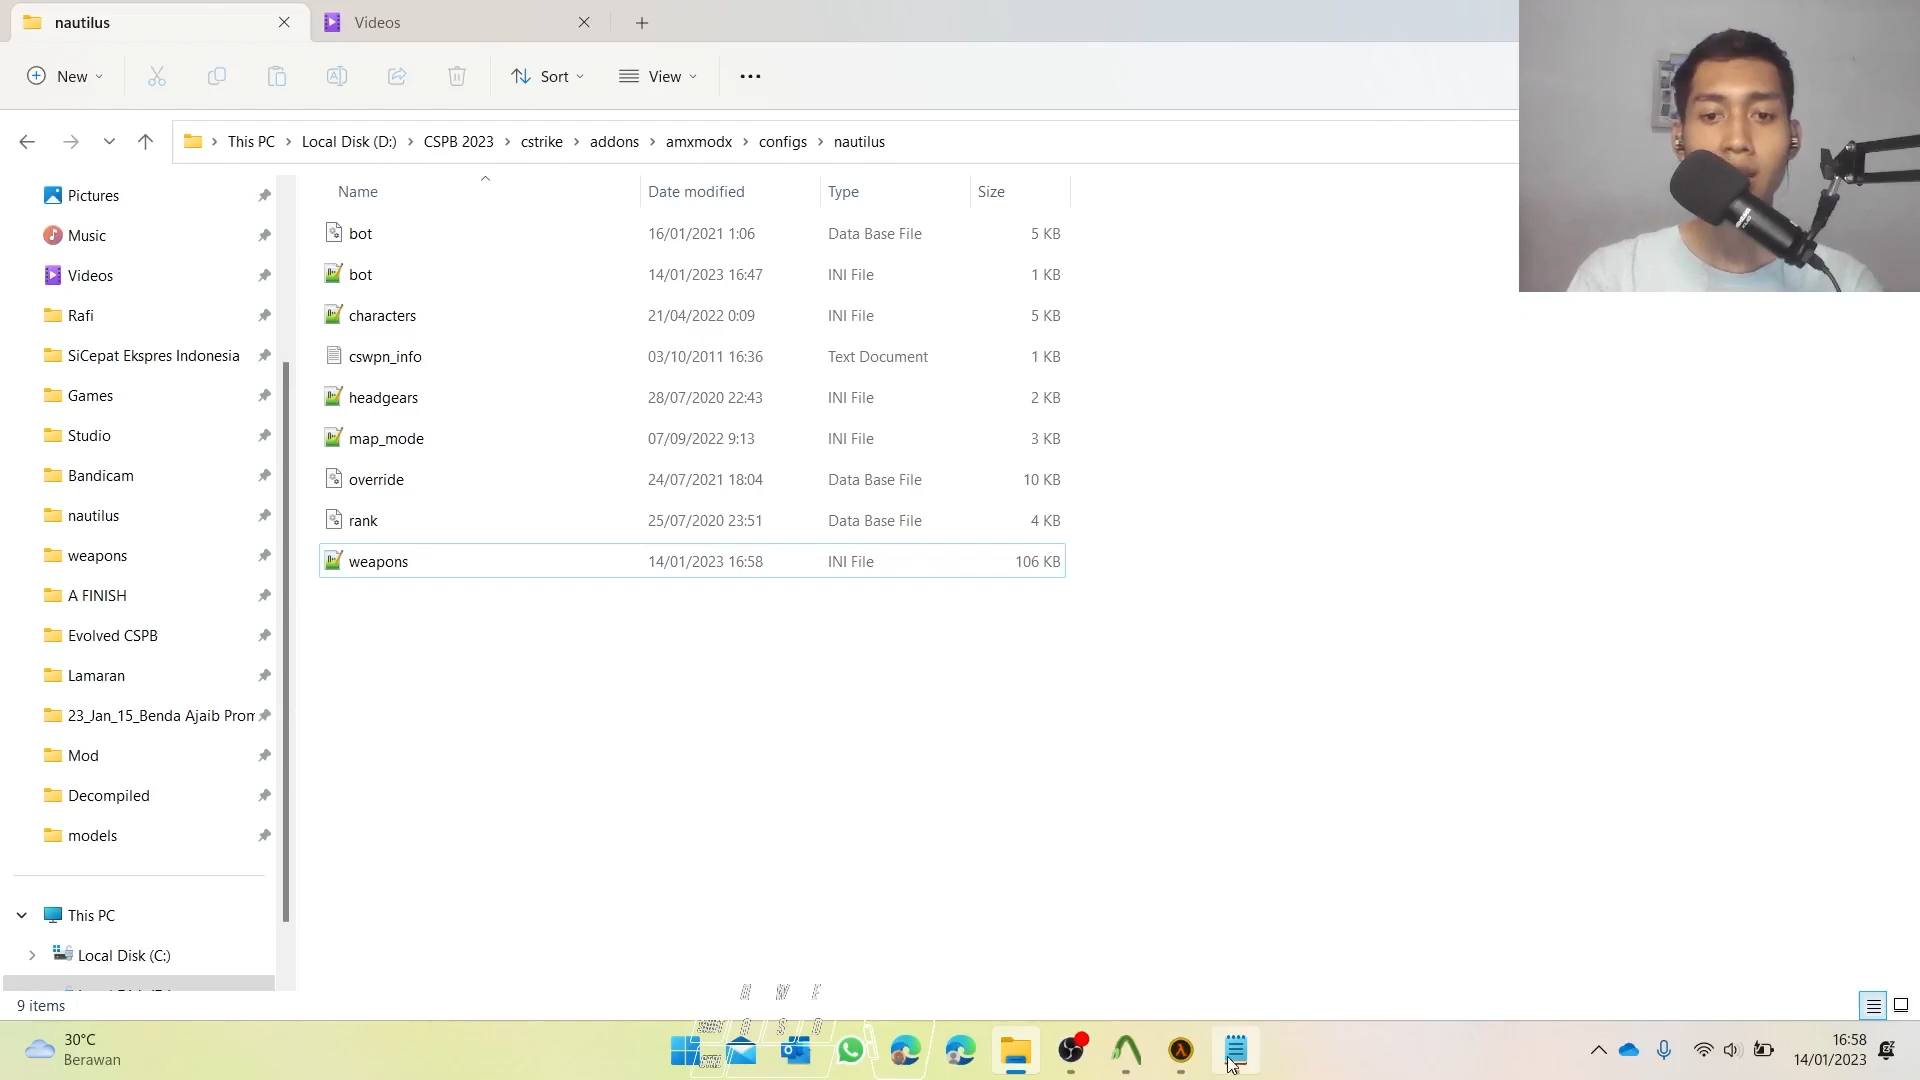 nautilus
Videos
New
Sort
View
This PC
Local Disk (D:)
CSPB 2023
cstrike
addons
amxmodx
configs
nautilus
Pictures
Music
Videos
Rafi
SiCepat Ekspres Indonesia
Games
Studio
Bandicam
nautilus
weapons
A FINISH
Evolved CSPB
Lamaran
23_Jan_15_Benda Ajaib Prom
Mod
Decompiled
models
This PC
Local Disk (C:)
Name Date modified Type Size
bot 16/01/2021 1:06 Data Base File 5 KB
bot 14/01/2023 16:47 INI File 1 KB
characters 21/04/2022 0:09 INI File 5 KB
cswpn_info 03/10/2011 16:36 Text Document 1 KB
headgears 28/07/2020 22:43 INI File 2 KB
map_mode 07/09/2022 9:13 INI File 3 KB
override 24/07/2021 18:04 Data Base File 10 KB
rank 25/07/2020 23:51 Data Base File 4 KB
weapons 14/01/2023 16:58 INI File 106 KB
9 items
W E
A S D
30°C
Berawan
16:58
14/01/2023